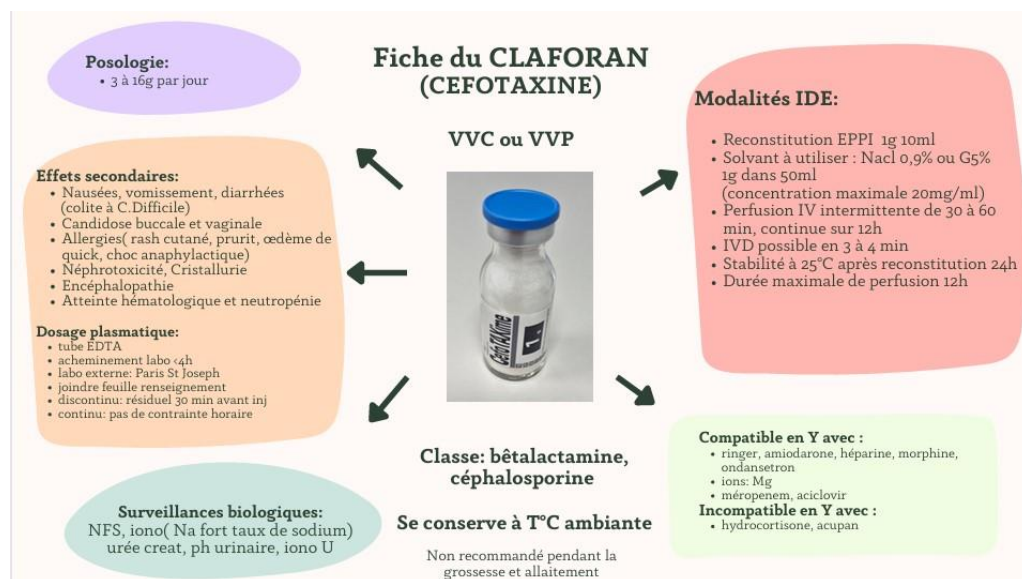 Fiche du CLAFORAN
(CEFOTAXINE)
VVC ou VVP
Posologie:
• 3 à 16g par jour
Effets secondaires:
• Nausées, vomissement, diarrhées
(colite à C.Difficile)
• Candidose buccale et vaginale
• Allergies( rash cutané, prurit, œdème de
quick, choc anaphylactique)
• Néphrotoxicité, Cristallurie
• Encéphalopathie
• Atteinte hématologique et neutropénie
Dosage plasmatique:
• tube EDTA
• acheminement labo <4h
• labo externe: Paris St Joseph
• joindre feuille renseignement
• discontinu: résiduel 30 min avant inj
• continu: pas de contrainte horaire
Surveillances biologiques:
NFS, iono( Na fort taux de sodium)
urée creat, ph urinaire, iono U
CefoTAXime
1g
Classe: bêtalactamine,
céphalosporine
Se conserve à T°C ambiante
Non recommandé pendant la
grossesse et allaitement
Modalités IDE:
• Reconstitution EPPI 1g 10ml
• Solvant à utiliser : Nacl 0,9% ou G5%
1g dans 50ml
(concentration maximale 20mg/ml)
• Perfusion IV intermittente de 30 à 60
min, continue sur 12h
• IVD possible en 3 à 4 min
• Stabilité à 25°C après reconstitution 24h
• Durée maximale de perfusion 12h
Compatible en Y avec :
• ringer, amiodarone, héparine, morphine,
ondansetron
• ions: Mg
• méropenem, aciclovir
Incompatible en Y avec :
• hydrocortisone, acupan